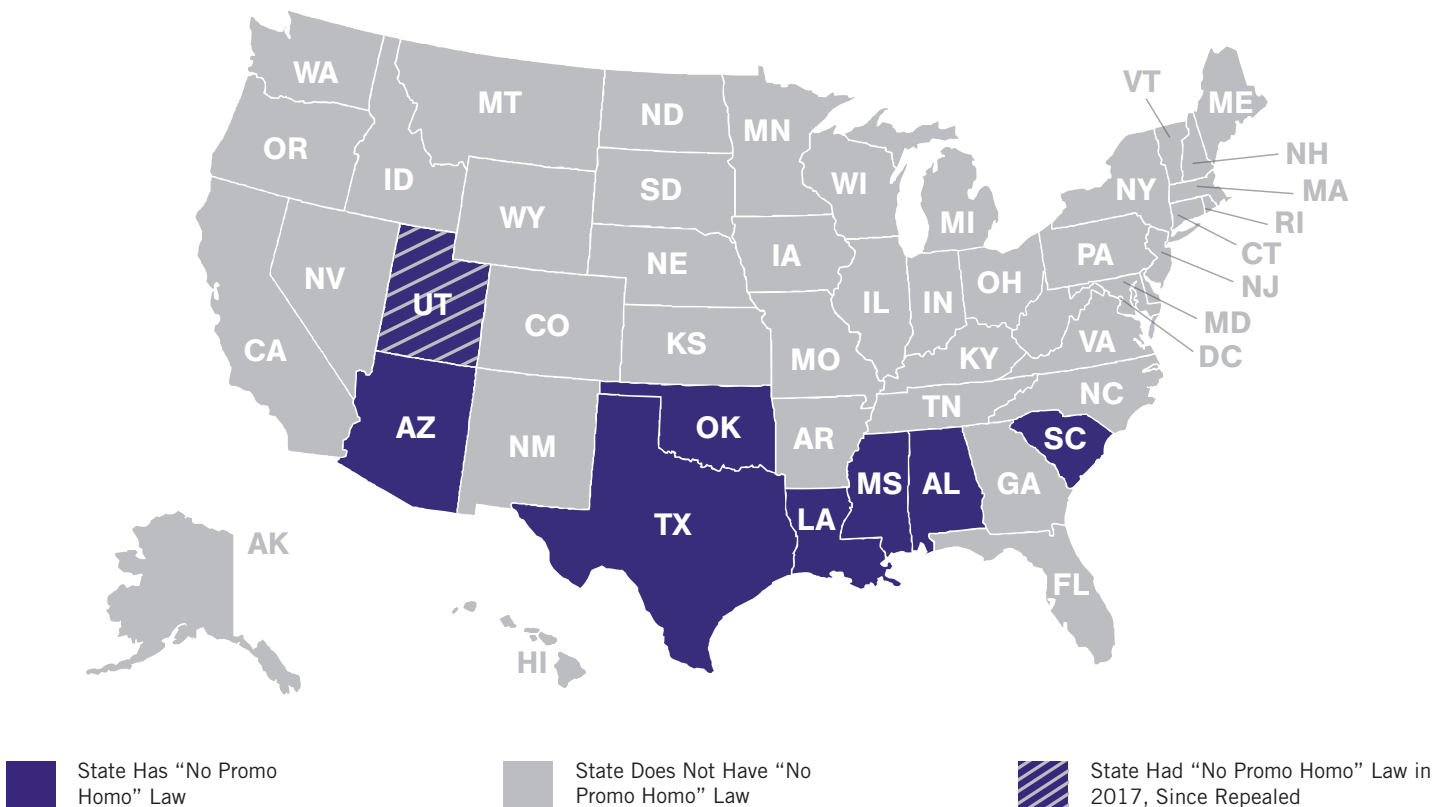 WA
MT
ND
MN
VT
ME
OR
ID
SD
WI
NH
WY
MI
NY
MA
RI
NV
UT
NE
IA
PA
CT
NJ
CO
IL
IN
OH
MD
DC
CA
KS
MO
KY
VA
AZ
NM
OK
AR
TN
NC
SC
TX
LA
MS
AL
GA
AK
FL
HI
State Has “No Promo
Homo” Law
State Does Not Have “No
Promo Homo” Law
State Had “No Promo Homo” Law in
2017, Since Repealed